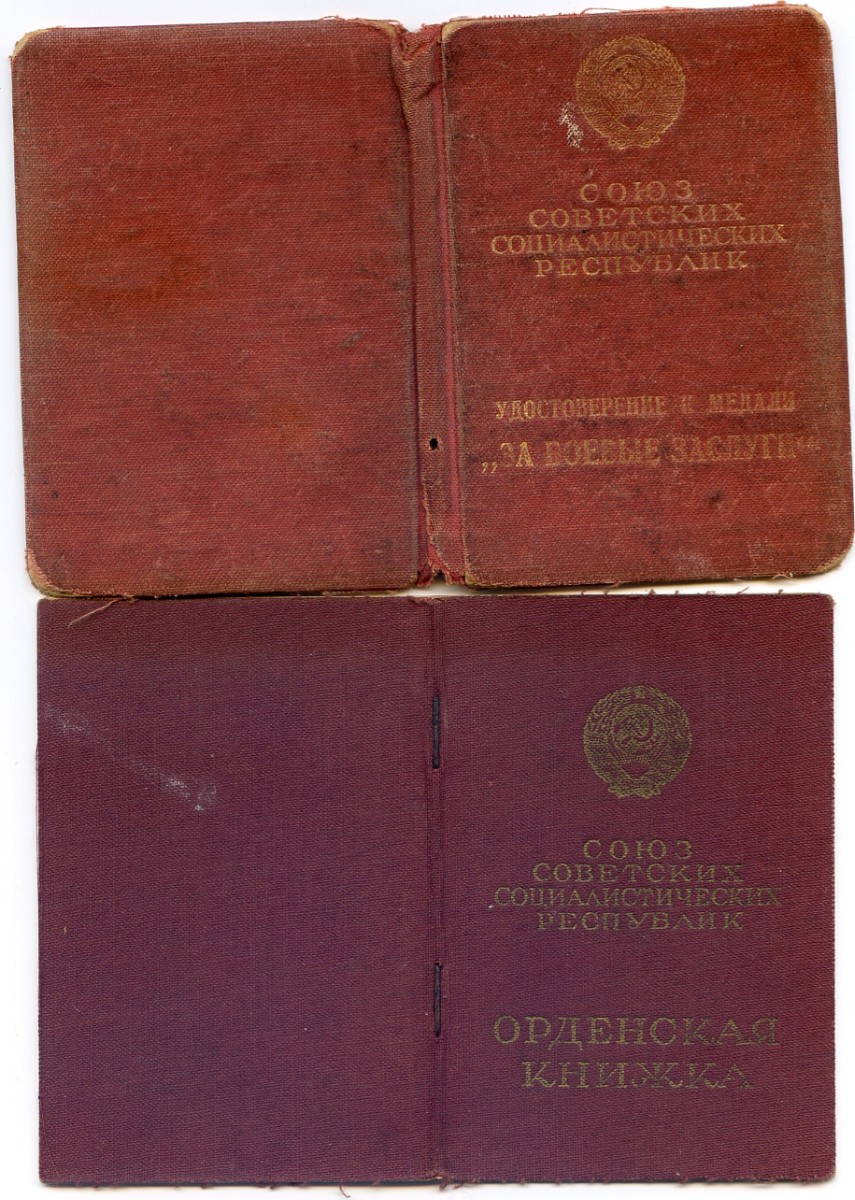 СОЮЗ
СОВЕТСКИХ
СОЦИАЛИСТИЧЕСКИХ
РЕСПУБЛИК
УДОСТОВЕРЕНИЕ К МЕДАЛИ
„ЗА БОЕВЫЕ ЗАСЛУГИ“
СОЮЗ
СОВЕТСКИХ
СОЦИАЛИСТИЧЕСКИХ
РЕСПУБЛИК
ОРДЕНСКАЯ
КНИЖКА